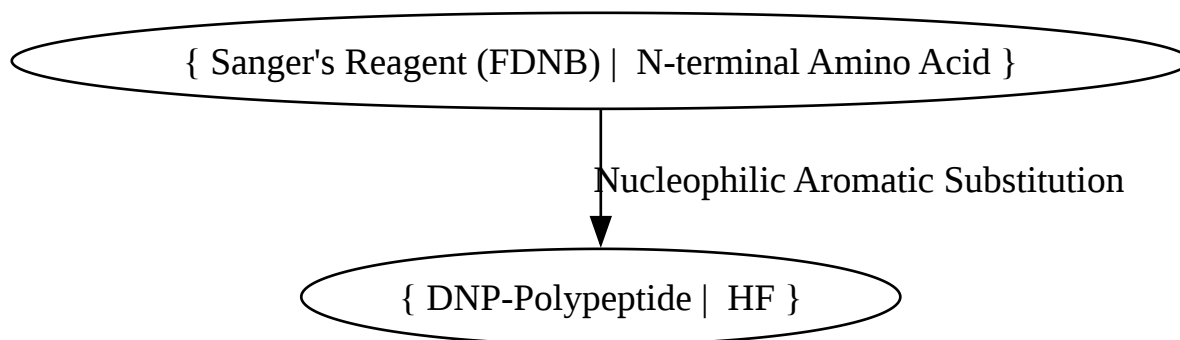 { Sanger's Reagent (FDNB) | N-terminal Amino Acid }
Nucleophilic Aromatic Substitution
{ DNP-Polypeptide | HF }